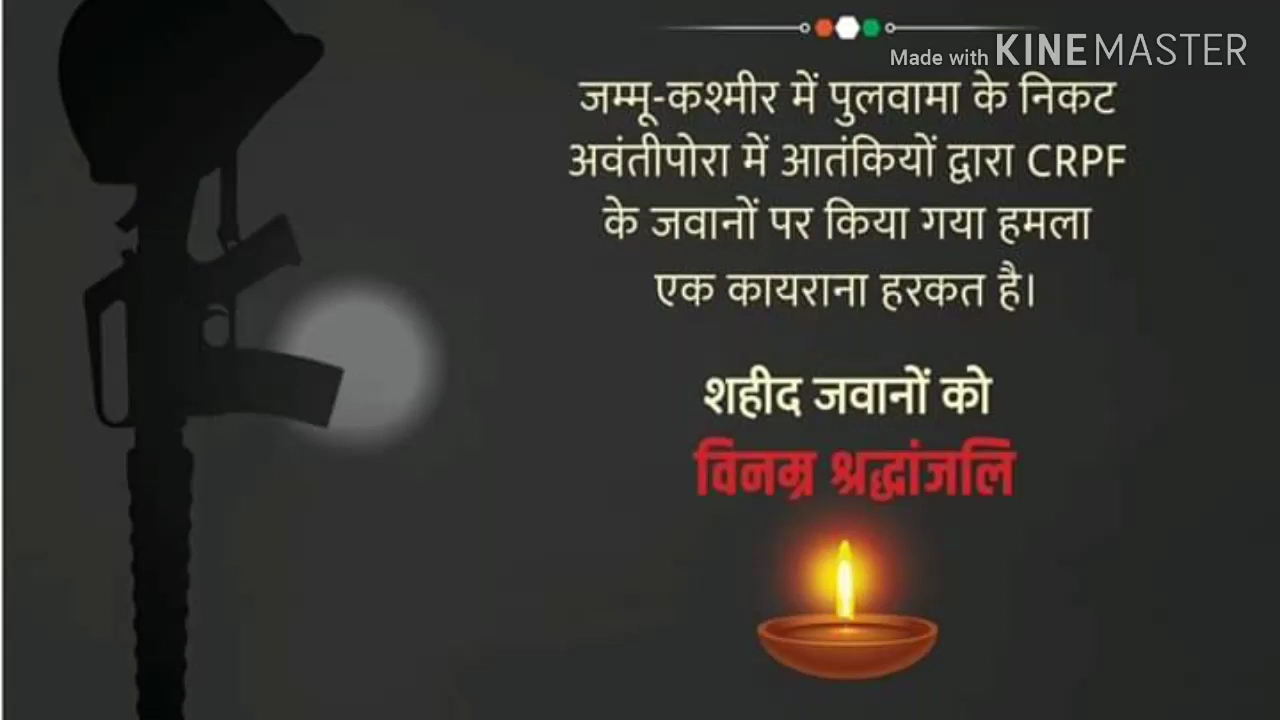 Made with KINEMASTER
जम्मू-कश्मीर में पुलवामा के निकट
अवंतीपोरा में आतंकियों द्वारा CRPF
के जवानों पर किया गया हमला
एक कायराना हरकत है।
शहीद जवानों को
विनम्र श्रद्धांजलि